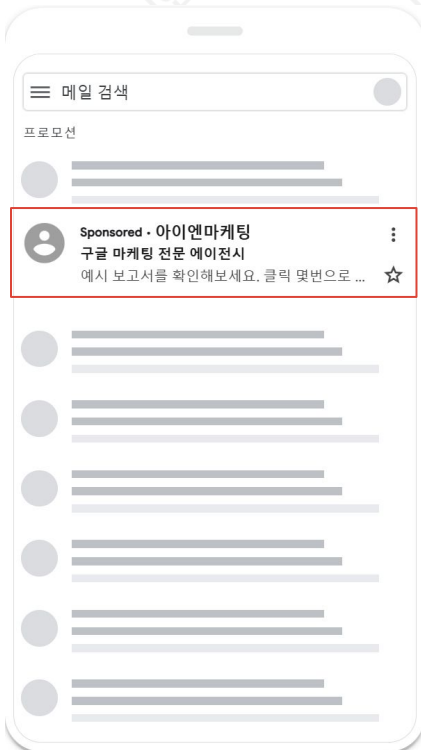 메일 검색
프로모션
Sponsored · 아이엔마케팅
구글 마케팅 전문 에이전시
예시 보고서를 확인해보세요. 클릭 몇번으로 ...